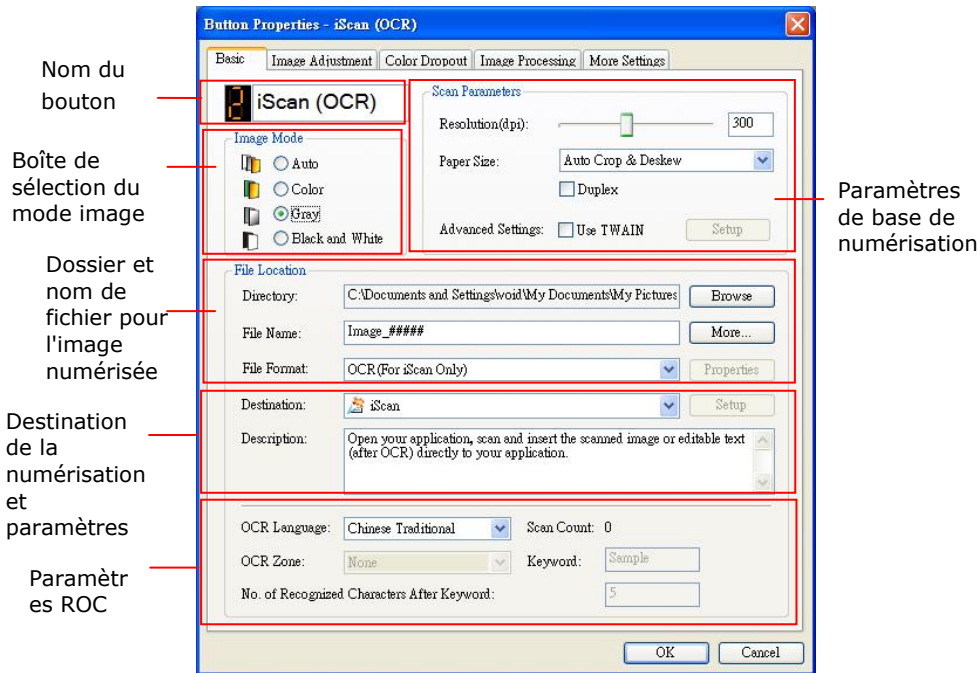 Button Properties - iScan (OCR)
Basic Image Adjustment Color Dropout Image Processing More Settings
Nom du
bouton
2 iScan (OCR)
Boîte de
sélection du
mode image
Image Mode
Auto
Color
Gray
Black and White
Scan Parameters
Resolution(dpi): 300
Paper Size: Auto Crop & Deskew
Duplex
Advanced Settings: Use TWAIN Setup
Paramètres
de base de
numérisation
Dossier et
nom de
fichier pour
l'image
numérisée
File Location
Directory: C:\Documents and Settings\void\My Documents\My Pictures Browse
File Name: Image_##### More...
File Format: OCR(For iScan Only) Properties
Destination
de la
numérisation
et
paramètres
Destination: iScan Setup
Description: Open your application, scan and insert the scanned image or editable text
(after OCR) directly to your application.
Paramètr
es ROC
OCR Language: Chinese Traditional Scan Count: 0
OCR Zone: None Keyword: Sample
No. of Recognized Characters After Keyword: 5
OK Cancel